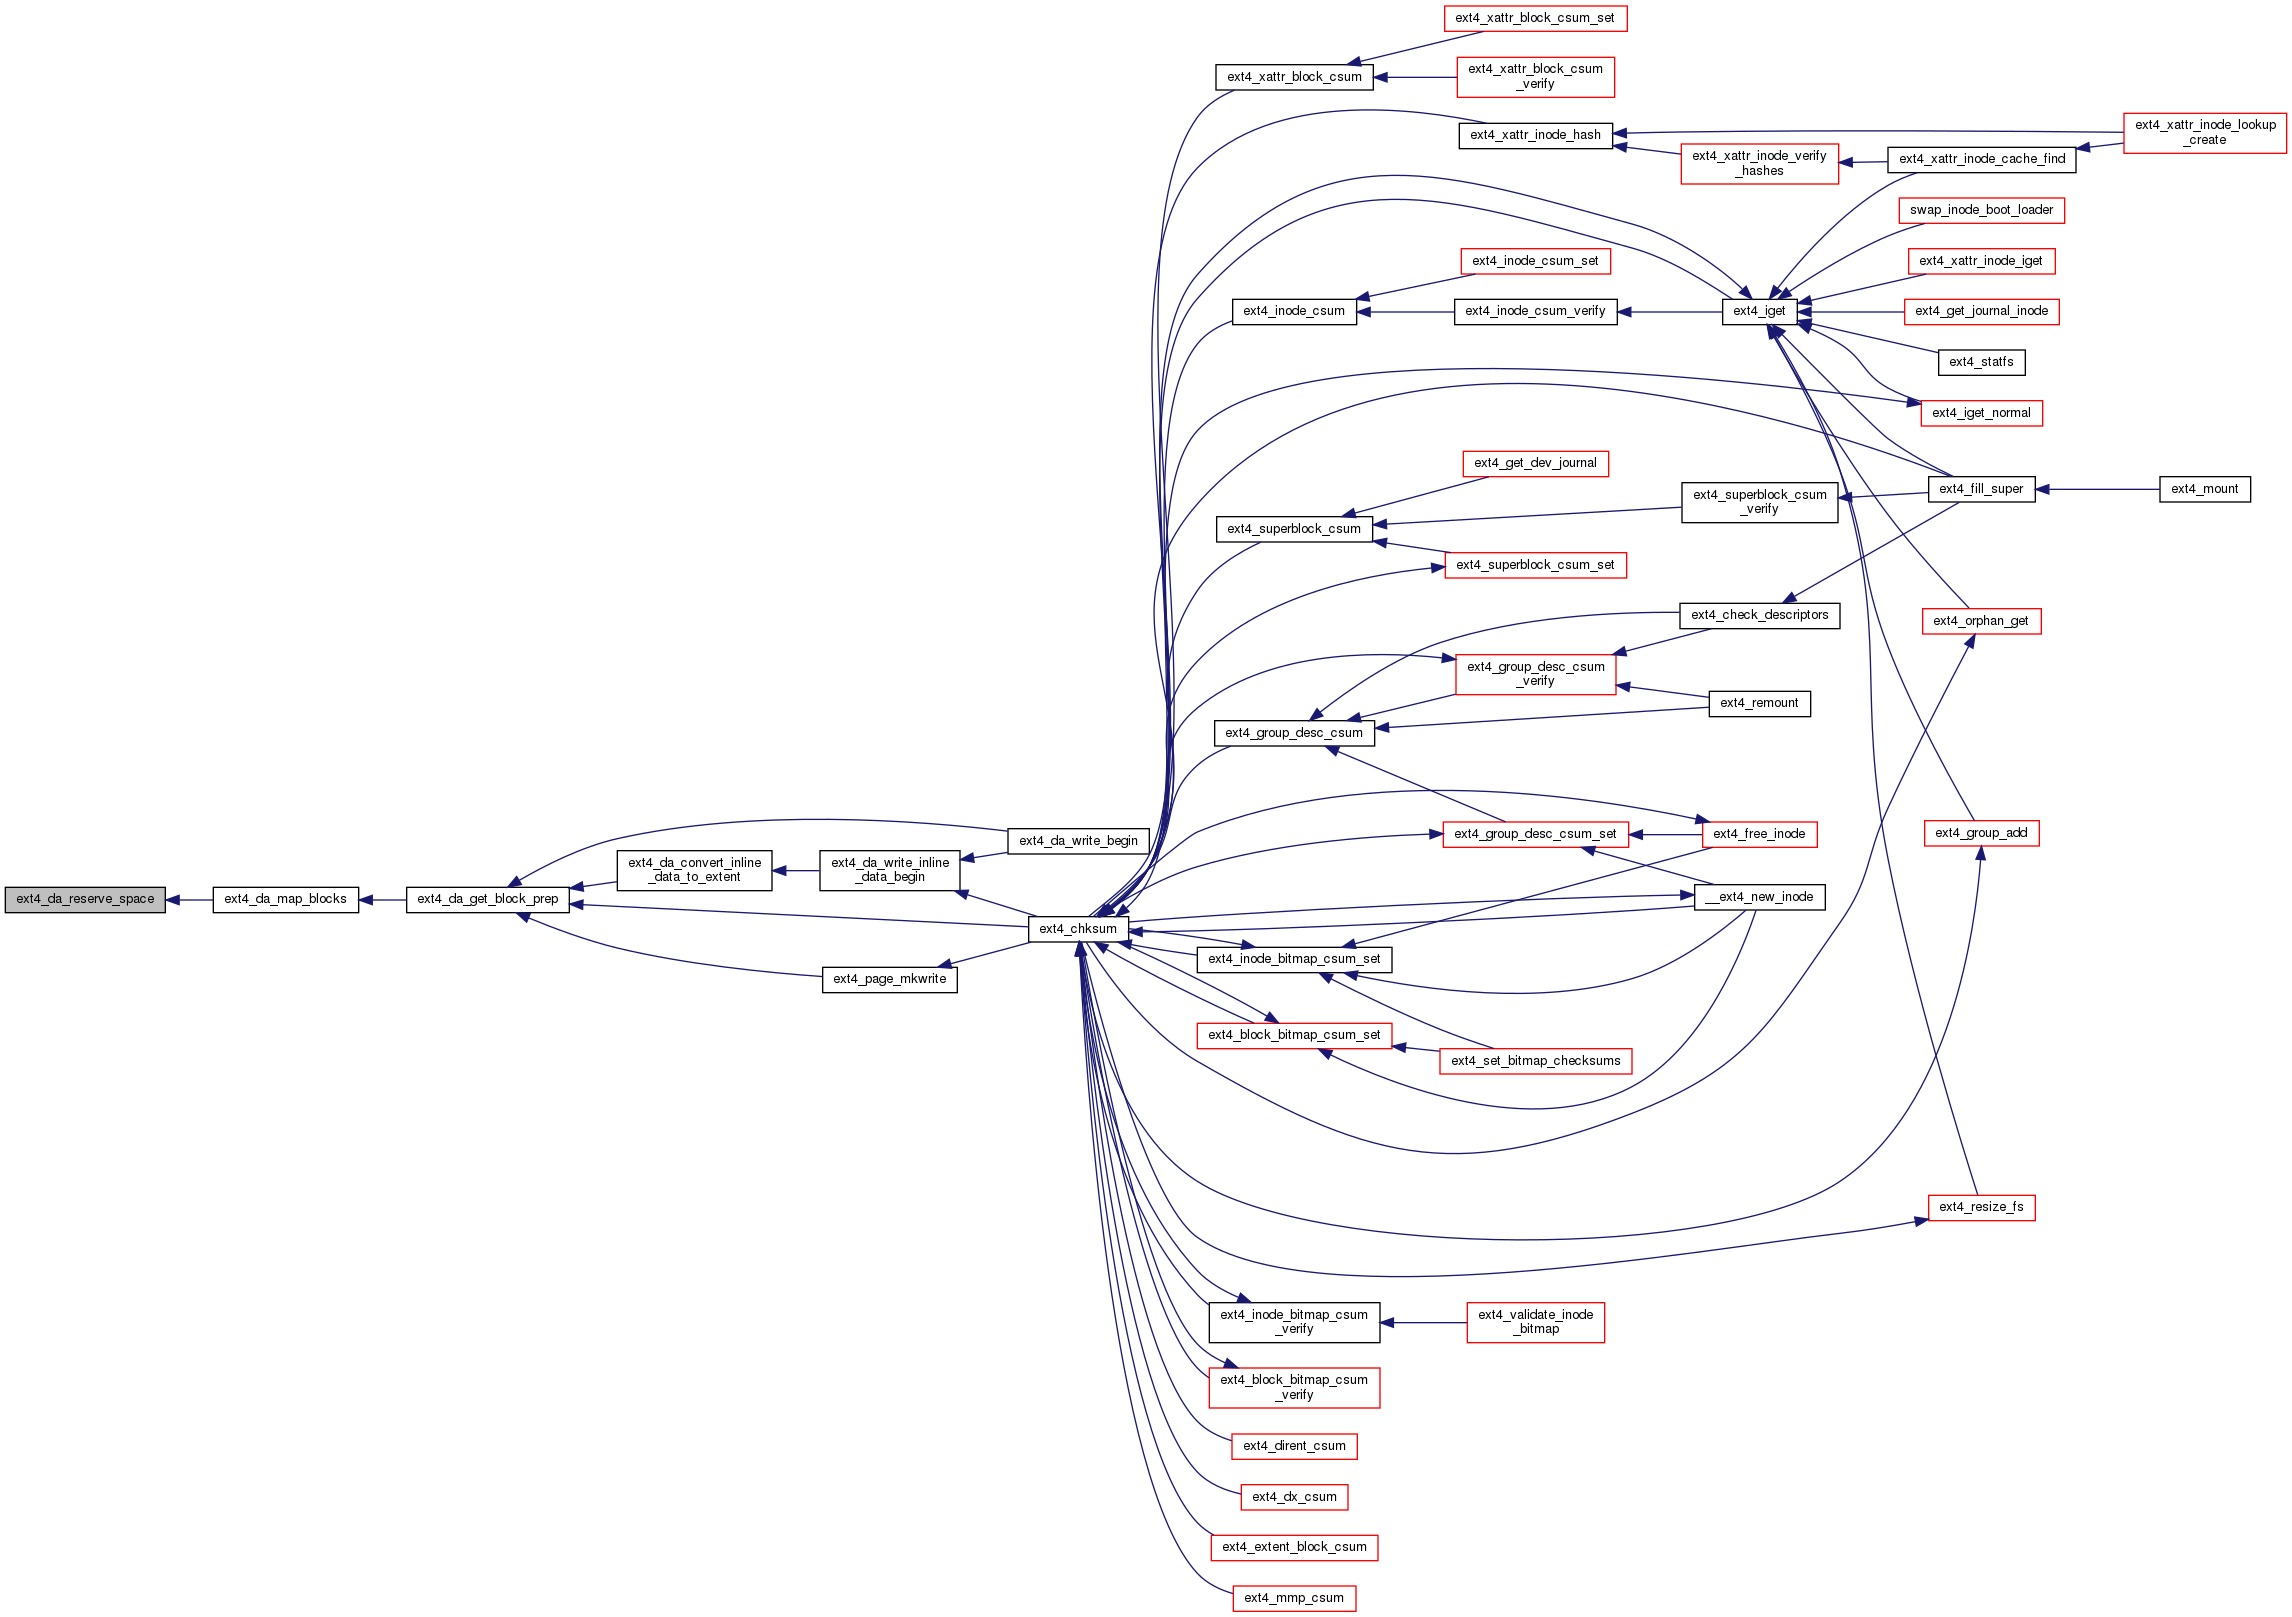 ext4_xattr_block_csum_set
ext4_xattr_block_csum
ext4_xattr_block_csum
_verify
ext4_xattr_inode_hash
ext4_xattr_inode_lookup
_create
ext4_xattr_inode_verify
_hashes
ext4_xattr_inode_cache_find
swap_inode_boot_loader
ext4_inode_csum_set
ext4_xattr_inode_iget
ext4_inode_csum
ext4_inode_csum_verify
ext4_iget
ext4_get_journal_inode
ext4_statfs
ext4_iget_normal
ext4_get_dev_journal
ext4_superblock_csum
_verify
ext4_fill_super
ext4_mount
ext4_superblock_csum
ext4_superblock_csum_set
ext4_check_descriptors
ext4_orphan_get
ext4_group_desc_csum
_verify
ext4_remount
ext4_group_desc_csum
ext4_da_write_begin
ext4_group_desc_csum_set
ext4_free_inode
ext4_group_add
ext4_da_convert_inline
_data_to_extent
ext4_da_write_inline
_data_begin
ext4_da_reserve_space
ext4_da_map_blocks
ext4_da_get_block_prep
__ext4_new_inode
ext4_chksum
ext4_inode_bitmap_csum_set
ext4_page_mkwrite
ext4_block_bitmap_csum_set
ext4_set_bitmap_checksums
ext4_resize_fs
ext4_inode_bitmap_csum
_verify
ext4_validate_inode
_bitmap
ext4_block_bitmap_csum
_verify
ext4_dirent_csum
ext4_dx_csum
ext4_extent_block_csum
ext4_mmp_csum